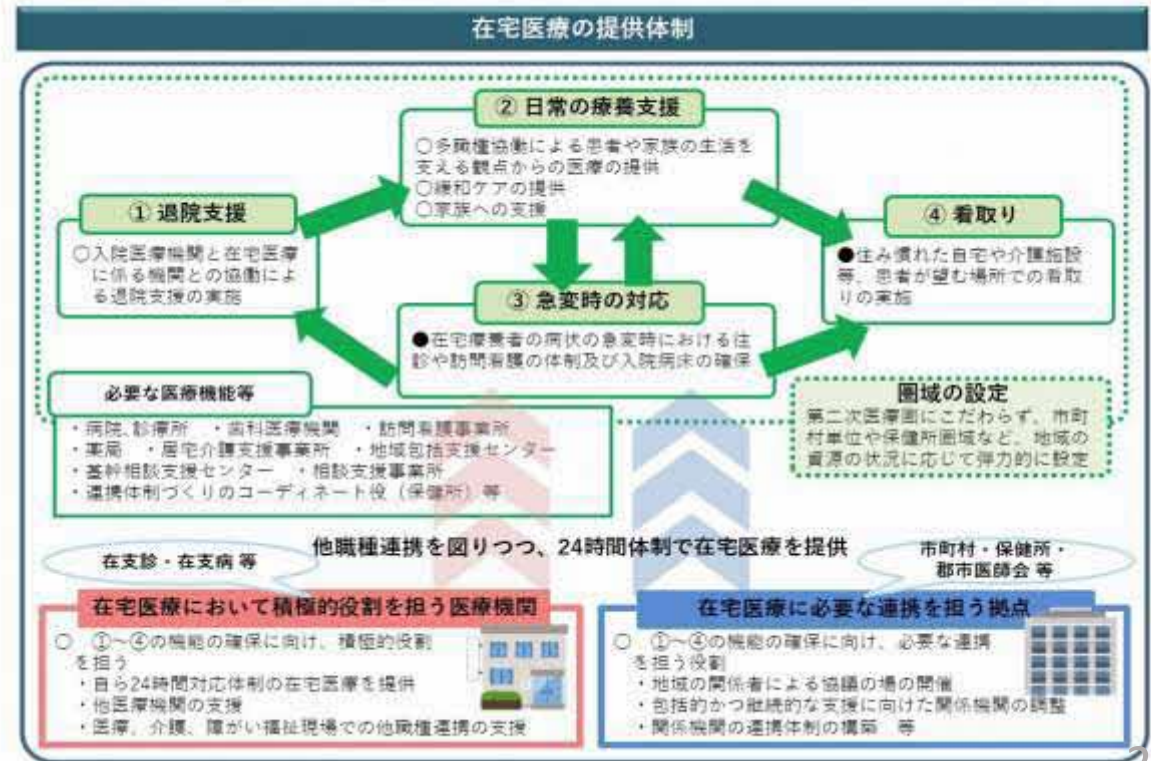 在宅医療の提供体制
② 日常の療養支援
○多職種協働による患者や家族の生活を
支える観点からの医療の提供
○緩和ケアの提供
○家族への支援
① 退院支援
○入院医療機関と在宅医療
に係る機関との協働によ
る退院支援の実施
④ 看取り
●住み慣れた自宅や介護施設
等、患者が望む場所での看取
りの実施
③ 急変時の対応
●在宅療養者の病状の急変時における往
診や訪問看護の体制及び入院病床の確保
必要な医療機能等
・病院、診療所　・歯科医療機関　・訪問看護事業所
・薬局　・居宅介護支援事業所　・地域包括支援センター
・基幹相談支援センター　・相談支援事業所
・連携体制づくりのコーディネート役（保健所）等
圏域の設定
第二次医療圏にこだわらず、市町
村単位や保健所圏域など、地域の
資源の状況に応じて弾力的に設定
他職種連携を図りつつ、24時間体制で在宅医療を提供
在支診・在支病 等
市町村・保健所・
郡市医師会 等
在宅医療において積極的役割を担う医療機関
○　①～④の機能の確保に向け、積極的役割
を担う
・自ら24時間対応体制の在宅医療を提供
・他医療機関の支援
・医療、介護、障がい福祉現場での他職種連携の支援
在宅医療に必要な連携を担う拠点
○　①～④の機能の確保に向け、必要な連携
を担う役割
・地域の関係者による協議の場の開催
・包括的かつ継続的な支援に向けた関係機関の調整
・関係機関の連携体制の構築　等